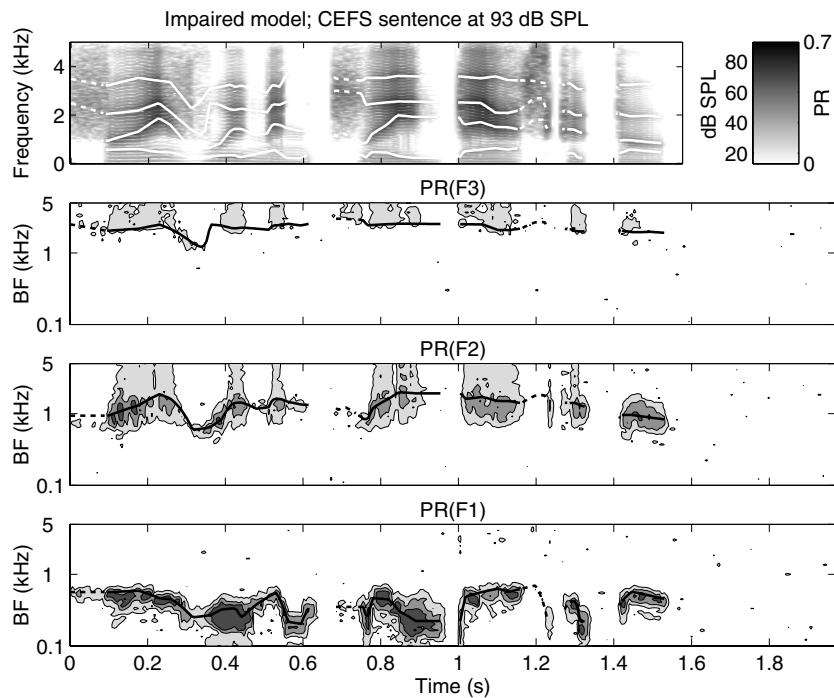 Impaired model; CEFS sentence at 93 dB SPL
Frequency (kHz)
4
2
0
dB SPL
80
60
40
20
0.7
PR
0
PR(F3)
BF (kHz)
5
1
0.1
PR(F2)
BF (kHz)
5
1
0.1
PR(F1)
BF (kHz)
5
1
0.1
0 0.2 0.4 0.6 0.8 1 1.2 1.4 1.6 1.8
Time (s)